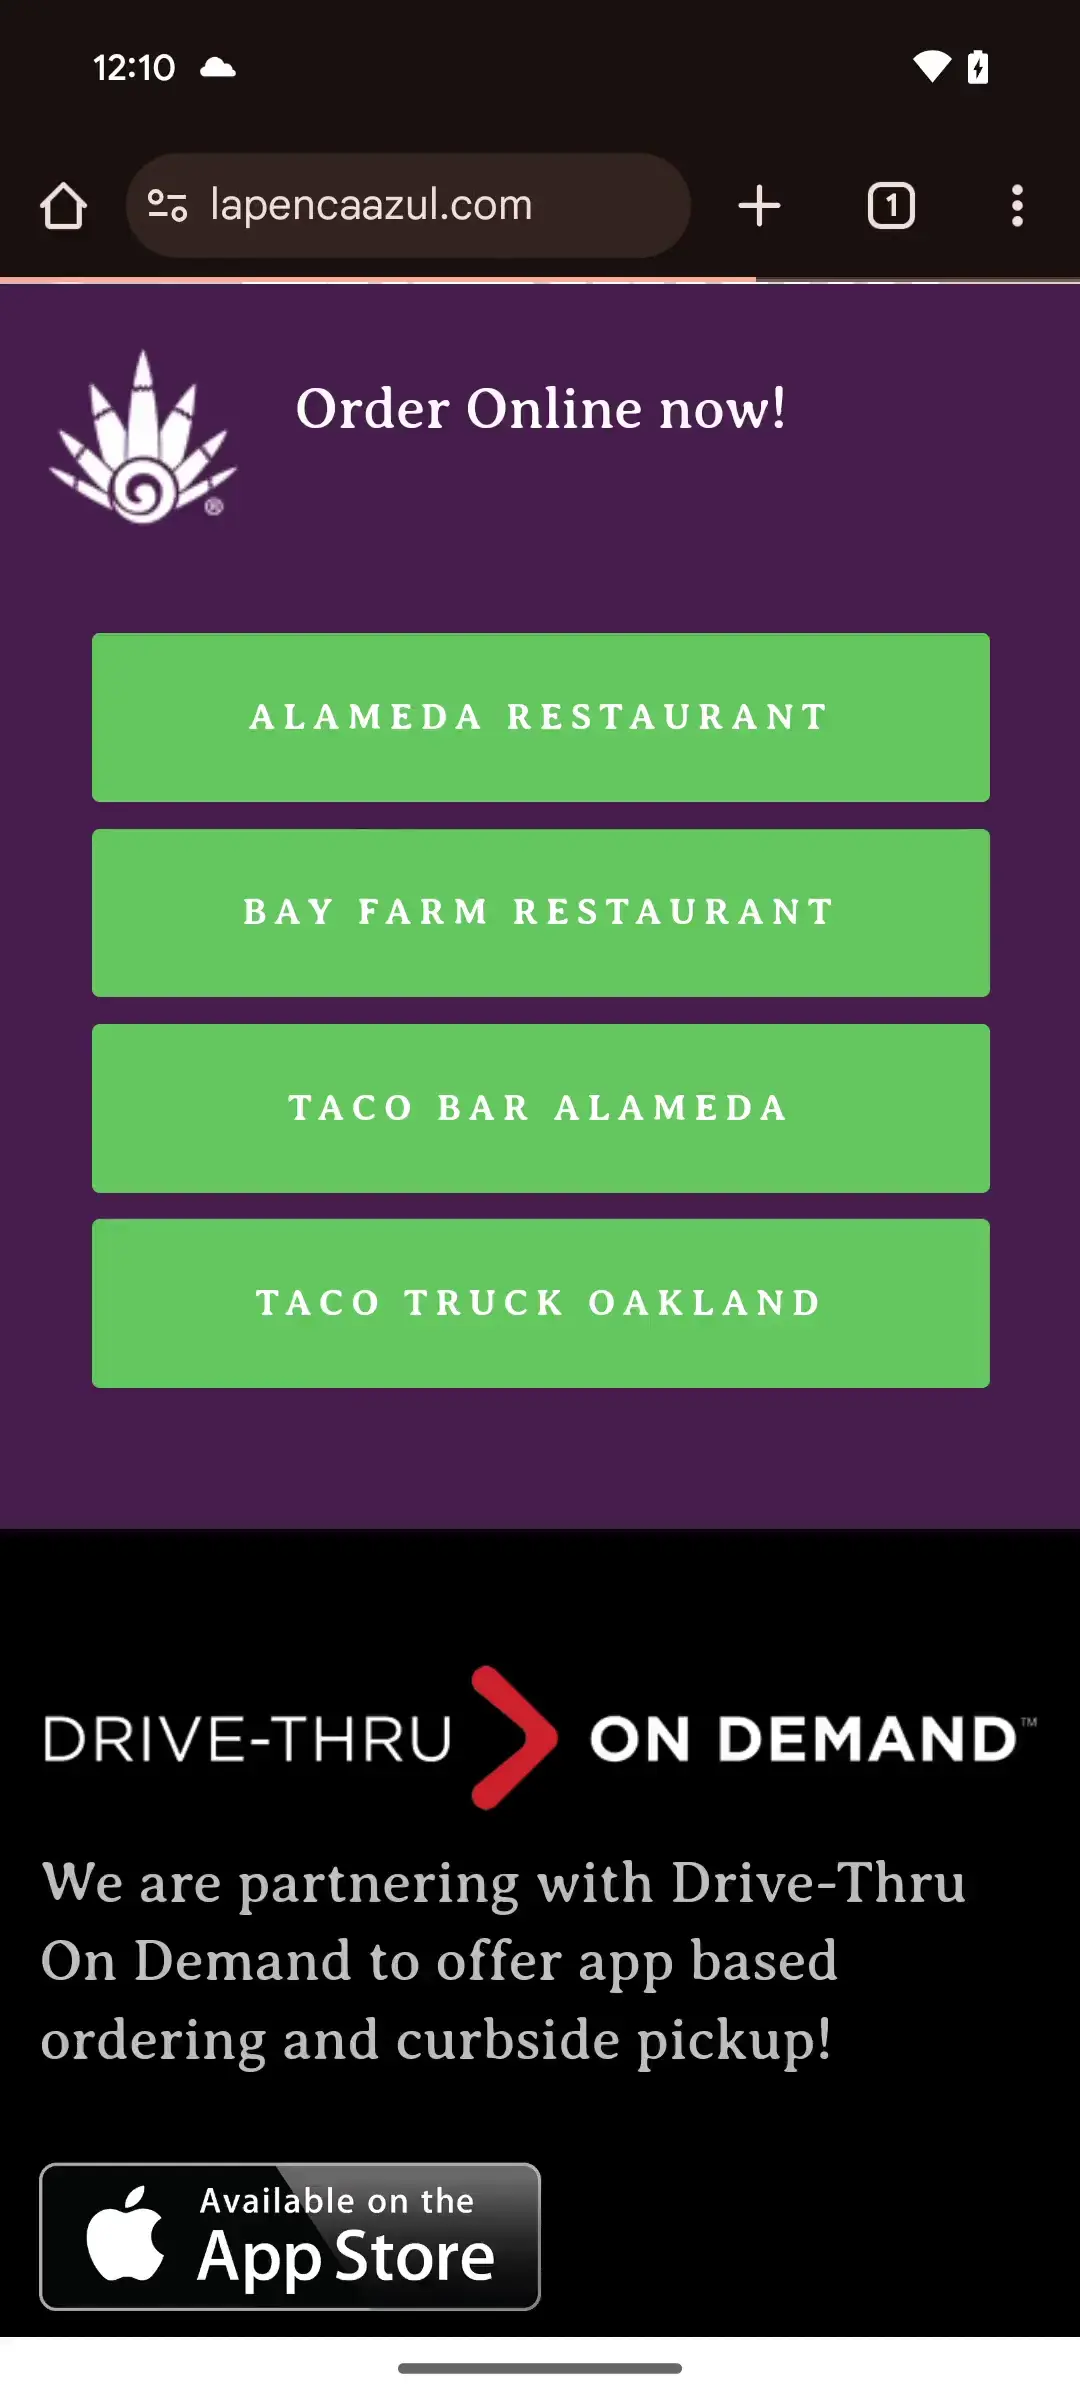 12:10
lapencaazul.com
1
Order Online now!
®
ALAMEDA RESTAURANT
BAY FARM RESTAURANT
TACO BAR ALAMEDA
TACO TRUCK OAKLAND
DRIVE-THRU ON DEMAND™
We are partnering with Drive-Thru
On Demand to offer app based
ordering and curbside pickup!
Available on the
App Store